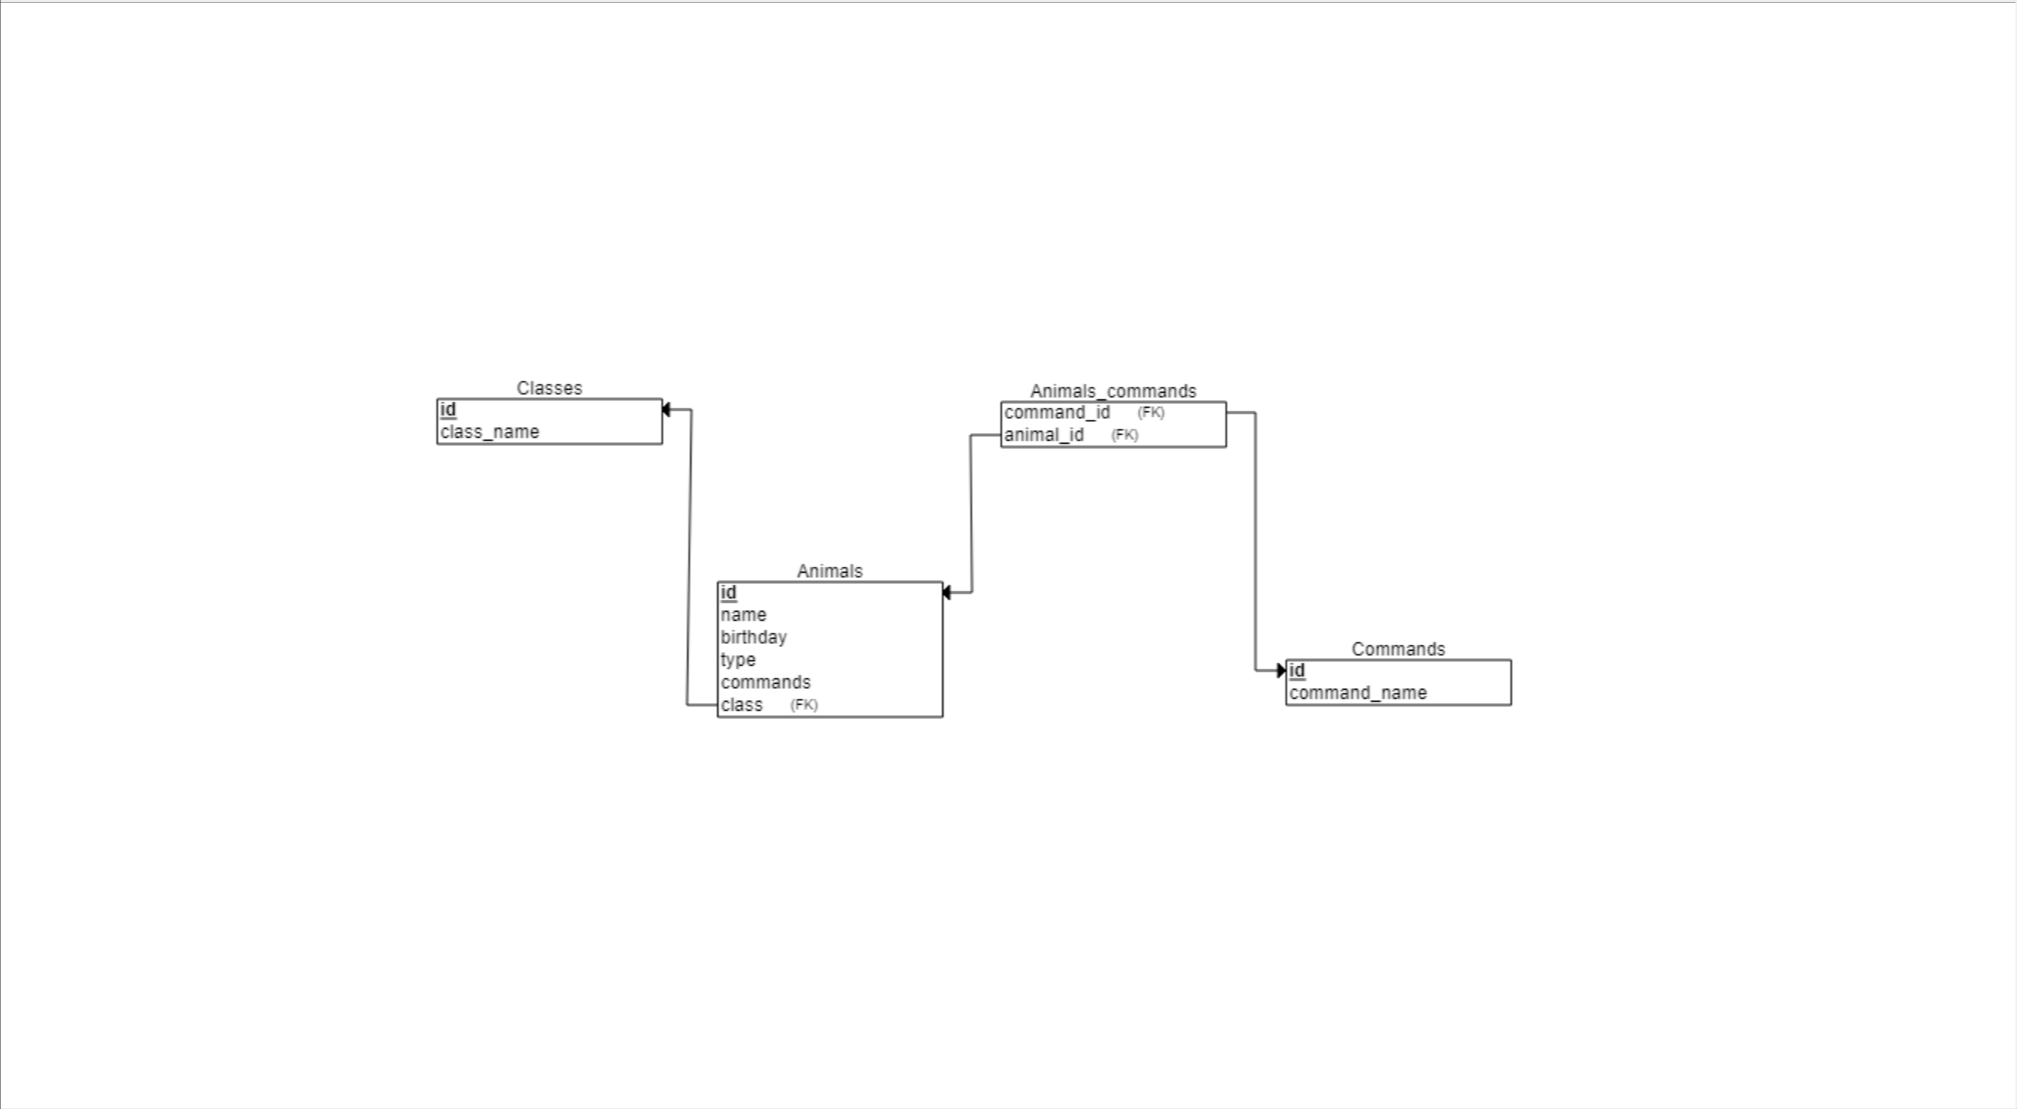 Classes
id
class_name
Animals_commands
command_id (FK)
animal_id (FK)
Animals
id
name
birthday
type
commands
class (FK)
Commands
id
command_name